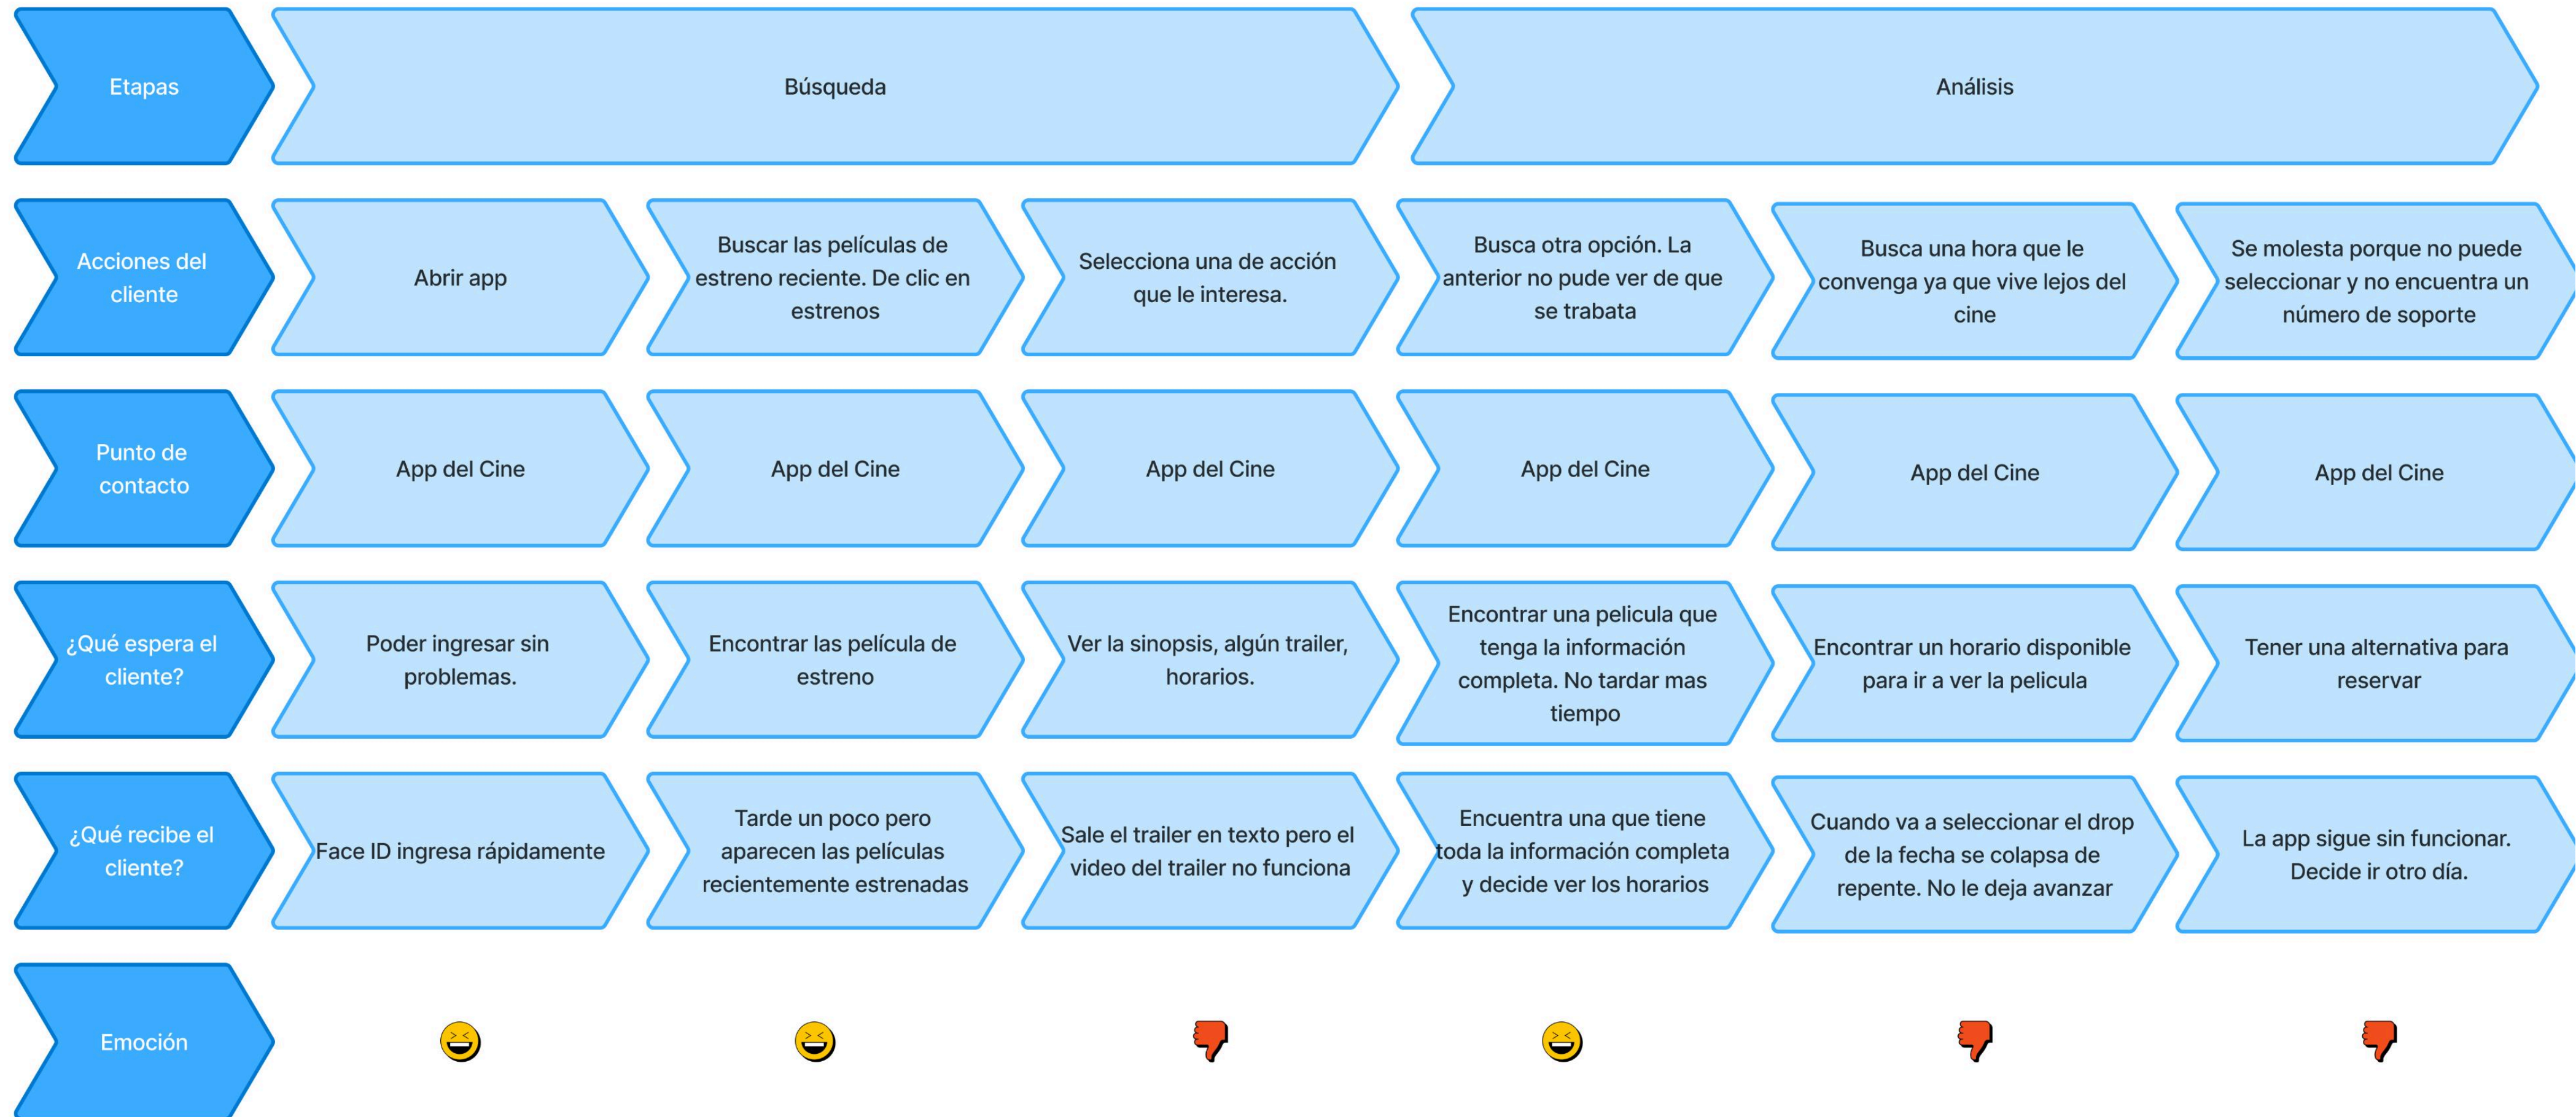 Etapas
Búsqueda
Análisis
Acciones del
cliente
Abrir app
Buscar las películas de
estreno reciente. De clic en
estrenos
Selecciona una de acción
que le interesa.
Busca otra opción. La
anterior no pude ver de que
se trabata
Busca una hora que le
convenga ya que vive lejos del
cine
Se molesta porque no puede
seleccionar y no encuentra un
número de soporte
Punto de
contacto
App del Cine
App del Cine
App del Cine
App del Cine
App del Cine
App del Cine
¿Qué espera el
cliente?
Poder ingresar sin
problemas.
Encontrar las película de
estreno
Ver la sinopsis, algún trailer,
horarios.
Encontrar una pelicula que
tenga la información
completa. No tardar mas
tiempo
Encontrar un horario disponible
para ir a ver la pelicula
Tener una alternativa para
reservar
¿Qué recibe el
cliente?
Face ID ingresa rápidamente
Tarde un poco pero
aparecen las películas
recientemente estrenadas
Sale el trailer en texto pero el
video del trailer no funciona
Encuentra una que tiene
toda la información completa
y decide ver los horarios
Cuando va a seleccionar el drop
de la fecha se colapsa de
repente. No le deja avanzar
La app sigue sin funcionar.
Decide ir otro día.
Emoción